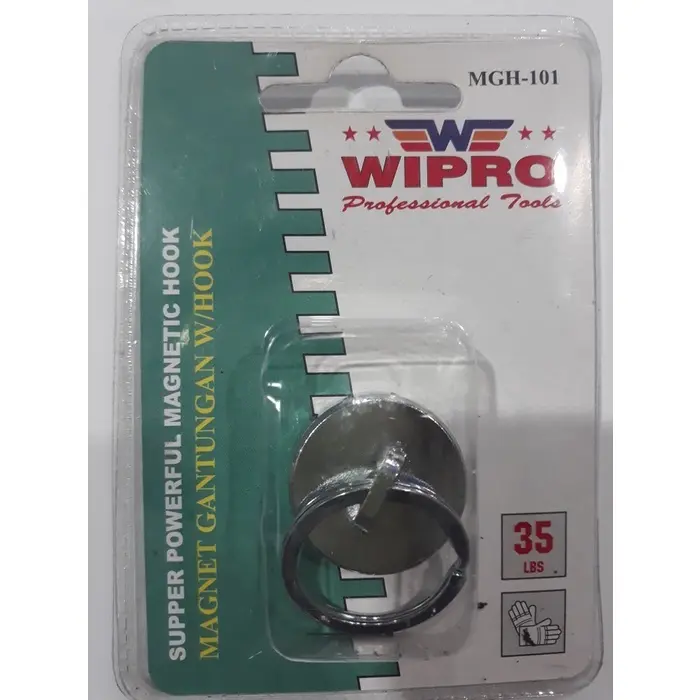 MGH-101
W
WIPRO
Professional Tools
SUPPER POWERFUL MAGNETIC HOOK
MAGNET GANTUNGAN W/HOOK
35
LBS